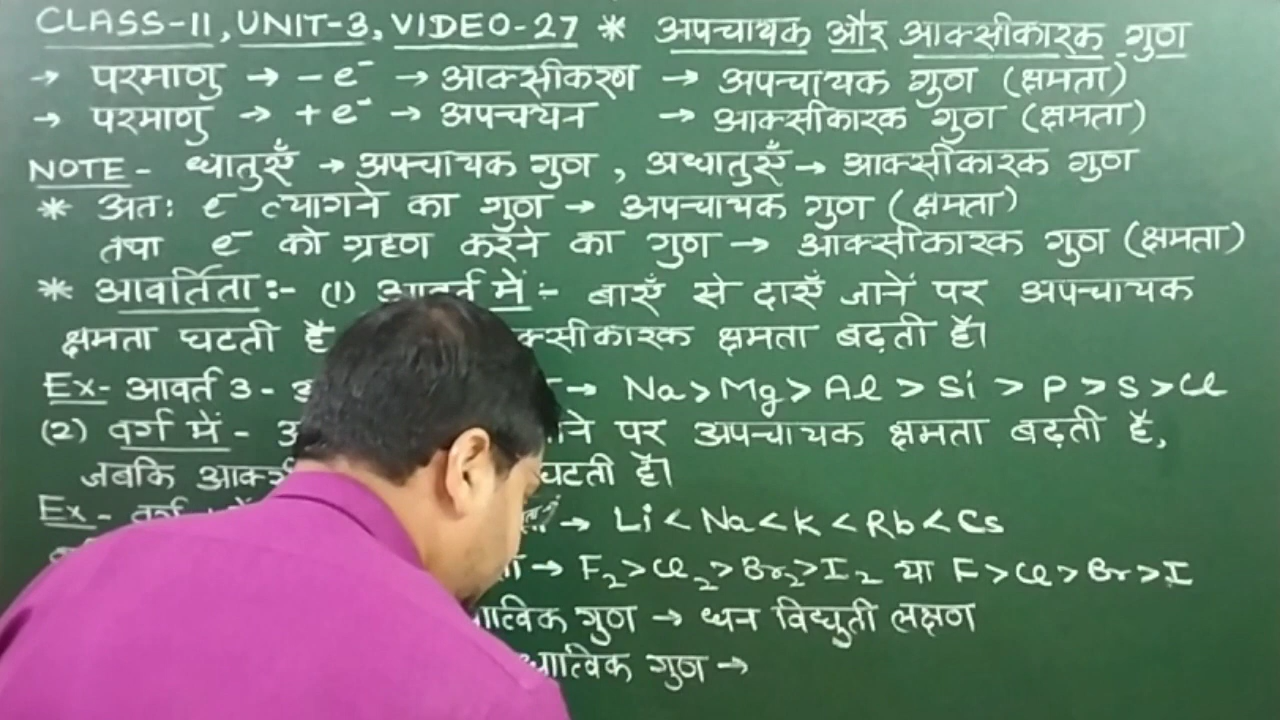 CLASS-11, UNIT-3, VIDEO-27 * अपचायक और आक्सीकारक गुण
→ परमाणु → - e⁻ → आक्सीकरण → अपचायक गुण (क्षमता)
→ परमाणु → + e⁻ → अपचयन → आक्सीकारक गुण (क्षमता)
NOTE - धातुएँ → अपचायक गुण , अधातुएँ → आक्सीकारक गुण
* अतः e⁻ त्यागने का गुण → अपचायक गुण (क्षमता)
तथा e⁻ को ग्रहण करने का गुण → आक्सीकारक गुण (क्षमता)
* आवर्तिता :- (1) आवर्त में :- बाएँ से दाएँ जाने पर अपचायक
क्षमता घटती है क्सीकारक क्षमता बढ़ती है।
Ex- आवर्त 3 - → Na > Mg > Al > Si > P > S > Cl
(2) वर्ग में - पर अपचायक क्षमता बढ़ती है,
जबकि घटती है।
Ex - → Li < Na < K < Rb < Cs
→ F₂ > Cl₂ > Br₂ > I₂ या F > Cl > Br > I
ात्विक गुण → धन विद्युती लक्षण
धात्विक गुण →